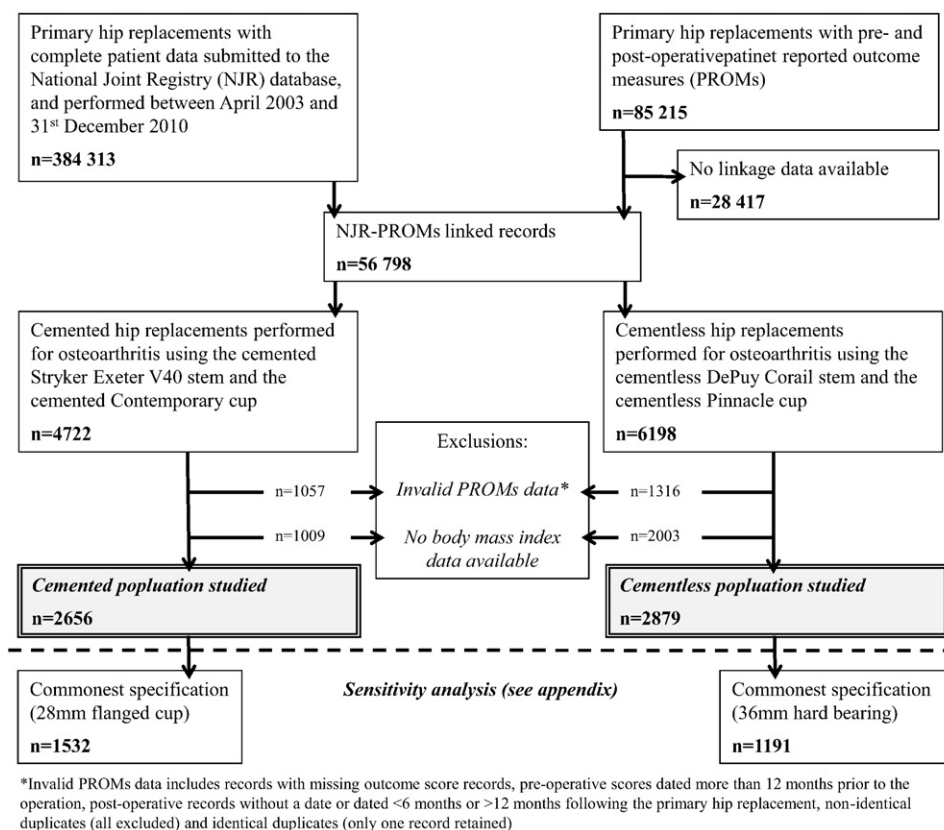 Primary hip replacements with
complete patient data submitted to the
National Joint Registry (NJR) database,
and performed between April 2003 and
31st December 2010
n=384 313
Primary hip replacements with pre- and
post-operativepatinet reported outcome
measures (PROMs)
n=85 215
No linkage data available
n=28 417
NJR-PROMs linked records
n=56 798
Cemented hip replacements performed
for osteoarthritis using the cemented
Stryker Exeter V40 stem and the
cemented Contemporary cup
n=4722
Cementless hip replacements
performed for osteoarthritis using the
cementless DePuy Corail stem and the
cementless Pinnacle cup
n=6198
Exclusions:
n=1057
Invalid PROMs data*
n=1316
n=1009
No body mass index
data available
n=2003
Cemented popluation studied
n=2656
Cementless popluation studied
n=2879
Commonest specification
(28mm flanged cup)
n=1532
Sensitivity analysis (see appendix)
Commonest specification
(36mm hard bearing)
n=1191
*Invalid PROMs data includes records with missing outcome score records, pre-operative scores dated more than 12 months prior to the
operation, post-operative records without a date or dated <6 months or >12 months following the primary hip replacement, non-identical
duplicates (all excluded) and identical duplicates (only one record retained)